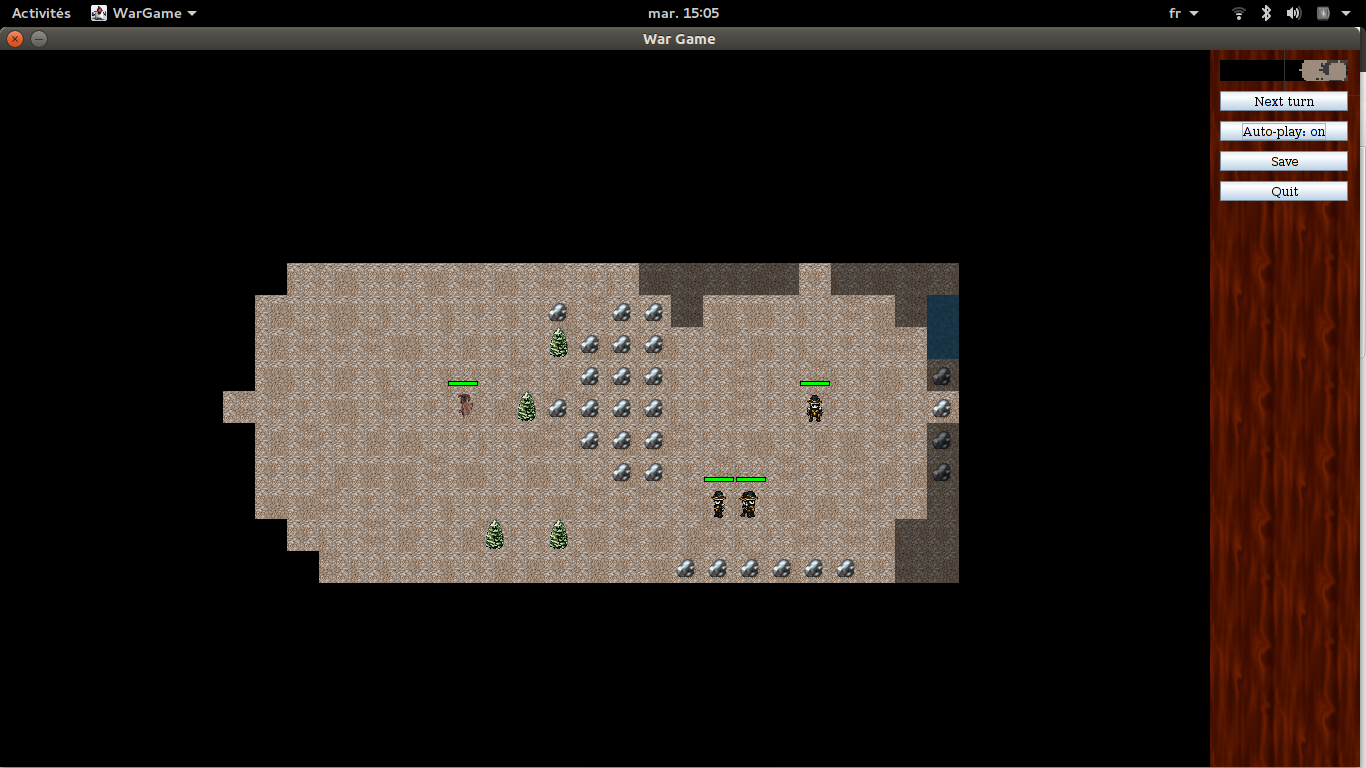 Activités WarGame mar. 15:05 fr
War Game
Next turn
Auto-play: on
Save
Quit